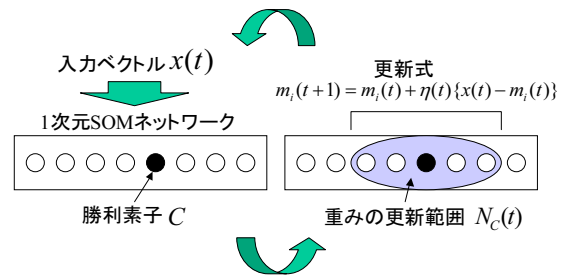 入力ベクトル x(t)
1次元SOMネットワーク
勝利素子 C
更新式
m_i(t+1) = m_i(t) + η(t){x(t) − m_i(t)}
重みの更新範囲 N_C(t)